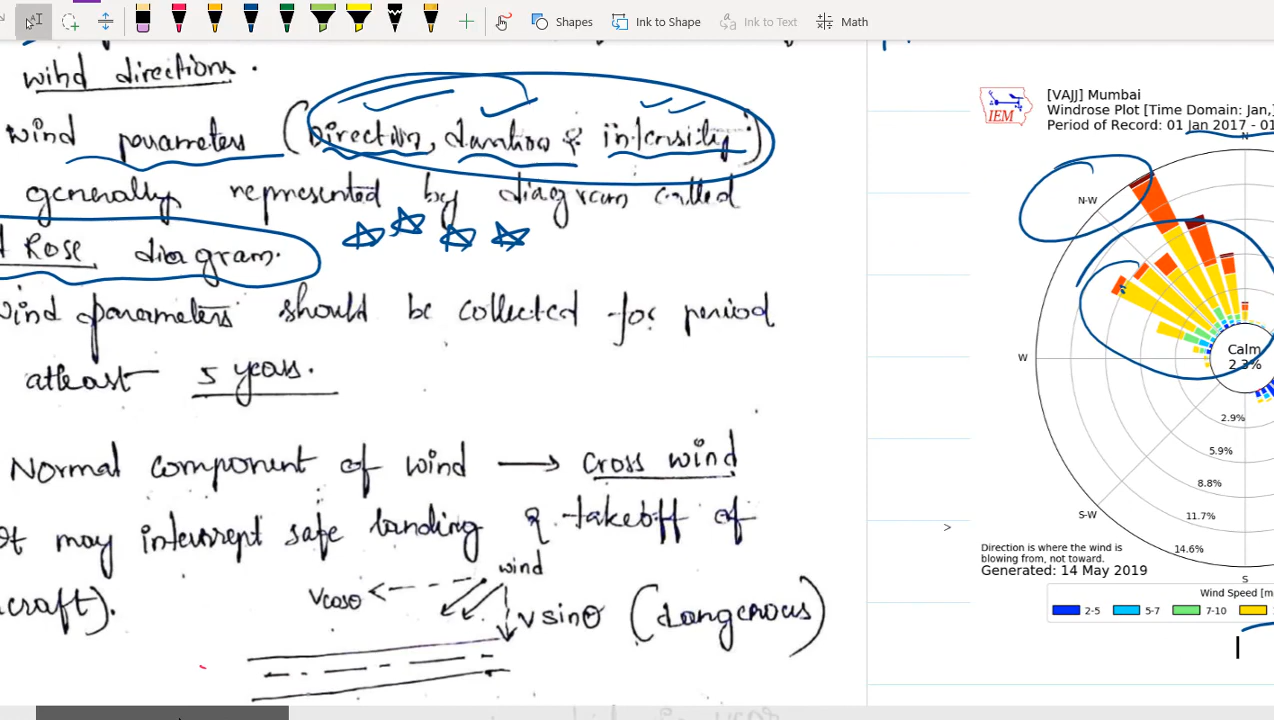 Shapes
Ink to Shape
Ink to Text
Math
wind directions.
wind parameters (Direction, duration & intensity)
generally represented by diagram called
Rose diagram.
wind parameters should be collected for period
atleast 5 years.
Normal component of wind → cross wind
It may interrupt safe landing & takeoff of
craft).
wind
Vcosθ
Vsinθ (dangerous)
[VAJJ] Mumbai
Windrose Plot [Time Domain: Jan,
Period of Record: 01 Jan 2017 - 01
IEM
N
N-W
W
Calm
2.3%
2.9%
5.9%
8.8%
11.7%
14.6%
S-W
S
Direction is where the wind is
blowing from, not toward.
Generated: 14 May 2019
Wind Speed [m
2-5
5-7
7-10
1